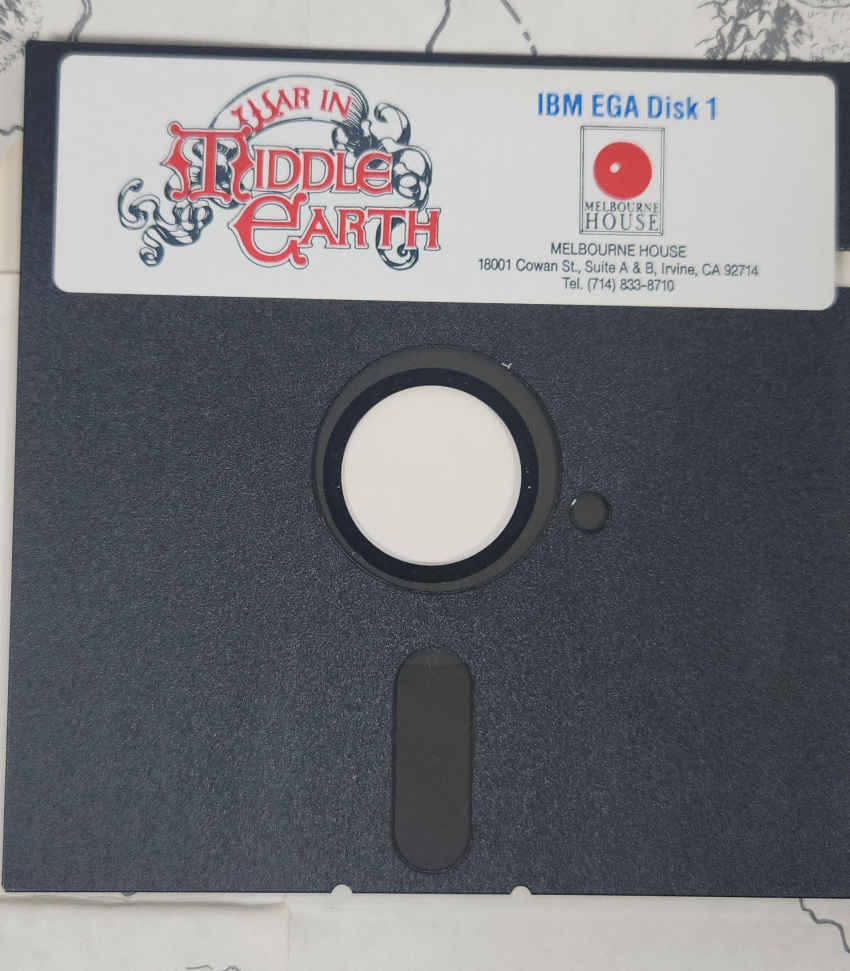 WAR IN
MIDDLE
EARTH
IBM EGA Disk 1
MELBOURNE
HOUSE
MELBOURNE HOUSE
18001 Cowan St., Suite A & B, Irvine, CA 92714
Tel. (714) 833-8710